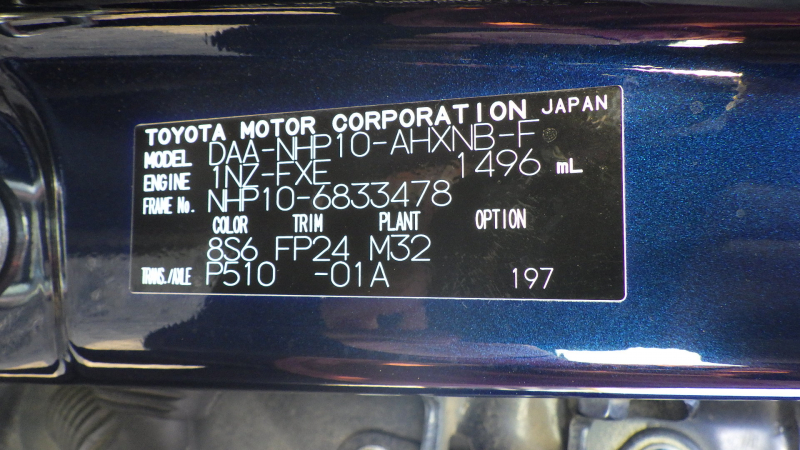 TOYOTA MOTOR CORPORATION JAPAN
MODEL DAA-NHP10-AHXNB-F
ENGINE 1NZ-FXE 1496 mL
FRAME No. NHP10-6833478
COLOR TRIM PLANT OPTION
8S6 FP24 M32
TRANS./AXLE P510 -01A 197